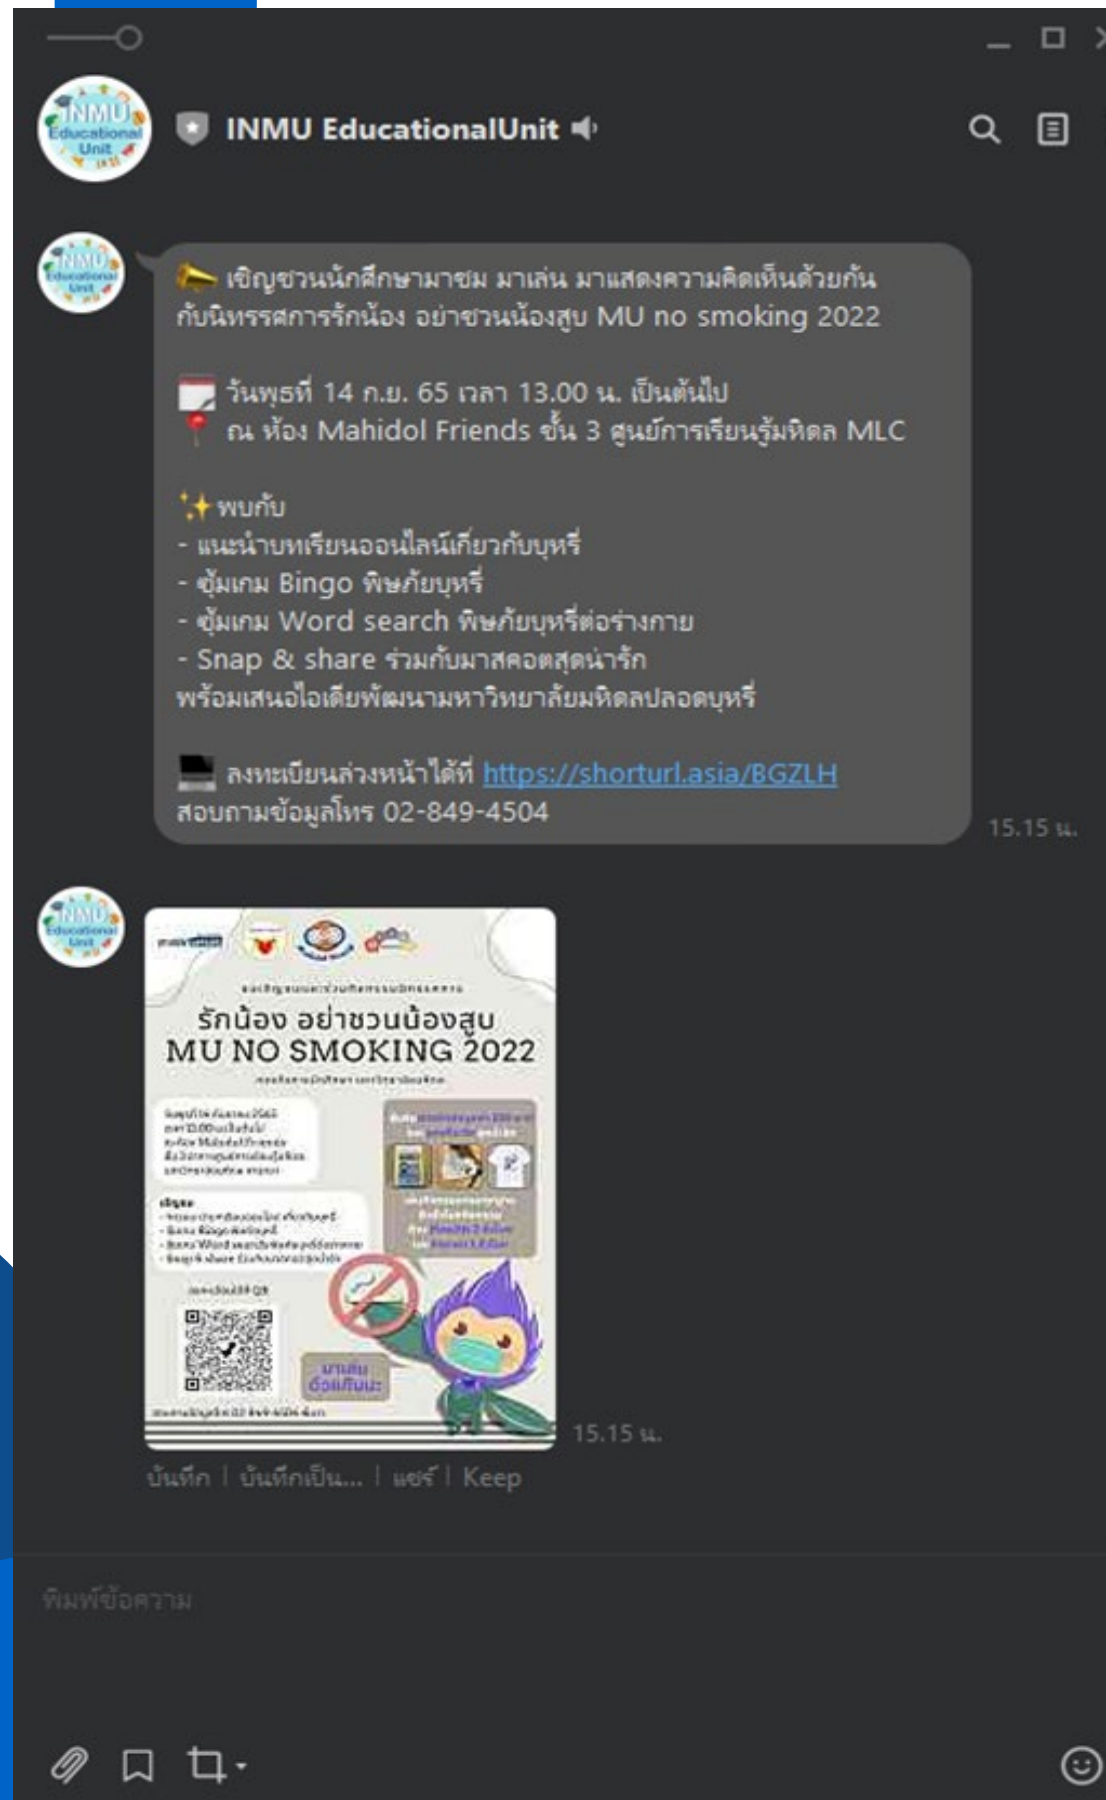 INMU
Educational
Unit
INMU EducationalUnit
เชิญชวนนักศึกษามาชม มาเล่น มาแสดงความคิดเห็นด้วยกัน
กับนิทรรศการรักน้อง อย่าชวนน้องสูบ MU no smoking 2022
วันพุธที่ 14 ก.ย. 65 เวลา 13.00 น. เป็นต้นไป
ณ ห้อง Mahidol Friends ชั้น 3 ศูนย์การเรียนรู้มหิดล MLC
พบกับ
- แนะนำบทเรียนออนไลน์เกี่ยวกับบุหรี่
- ซุ้มเกม Bingo พิษภัยบุหรี่
- ซุ้มเกม Word search พิษภัยบุหรี่ต่อร่างกาย
- Snap & share ร่วมกับมาสคอตสุดน่ารัก
พร้อมเสนอไอเดียพัฒนามหาวิทยาลัยมหิดลปลอดบุหรี่
ลงทะเบียนล่วงหน้าได้ที่ https://shorturl.asia/BGZLH
สอบถามข้อมูลโทร 02-849-4504
15.15 น.
รักน้อง อย่าชวนน้องสูบ
MU NO SMOKING 2022
มาเล่น
ด้วยกันนะ
15.15 น.
บันทึก | บันทึกเป็น... | แชร์ | Keep
พิมพ์ข้อความ